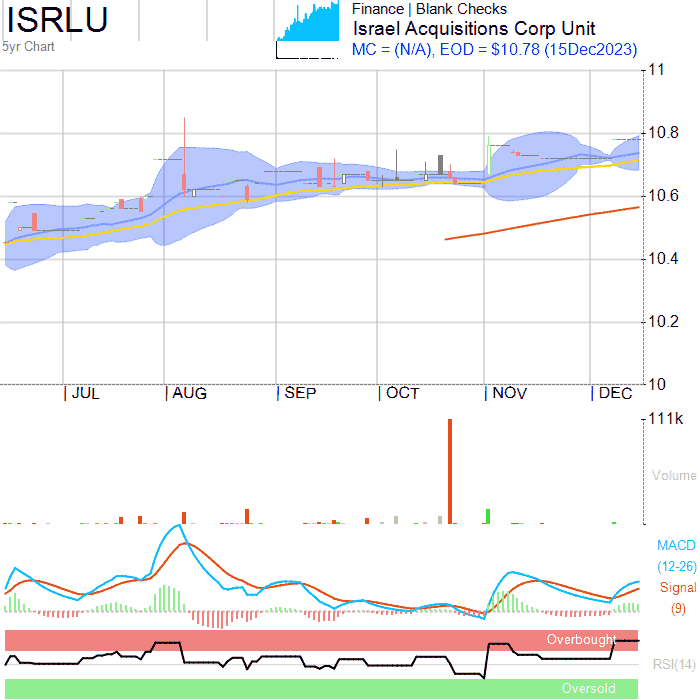 ISRLU
5yr Chart
Finance | Blank Checks
Israel Acquisitions Corp Unit
MC = (N/A), EOD = $10.78 (15Dec2023)
11
10.8
10.6
10.4
10.2
10
JUL AUG SEP OCT NOV DEC
111k
Volume
MACD
(12-26)
Signal
(9)
Overbought
RSI(14)
Oversold